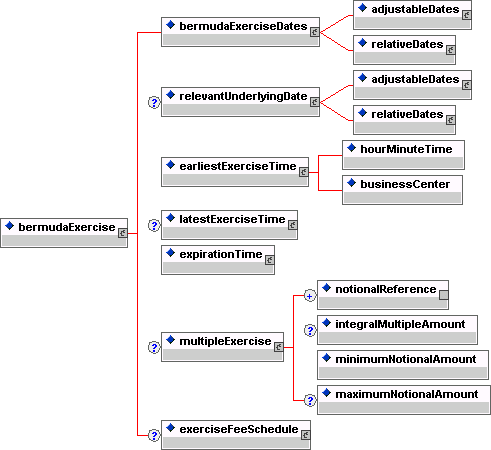 bermudaExercise
bermudaExerciseDates
adjustableDates
relativeDates
? relevantUnderlyingDate
adjustableDates
relativeDates
earliestExerciseTime
hourMinuteTime
businessCenter
? latestExerciseTime
expirationTime
? multipleExercise
+ notionalReference
? integralMultipleAmount
minimumNotionalAmount
? maximumNotionalAmount
? exerciseFeeSchedule